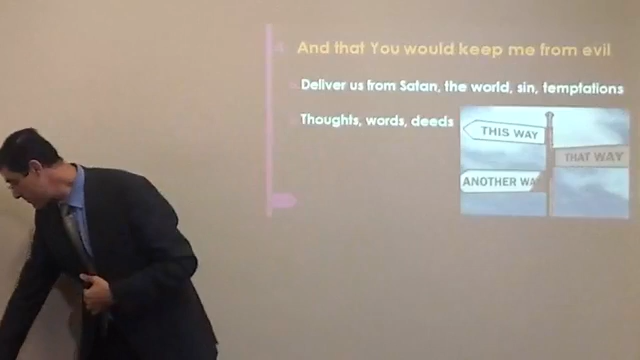 And that You would keep me from evil
Deliver us from Satan, the world, sin, temptations
Thoughts, words, deeds
THIS WAY
THAT WAY
ANOTHER WAY